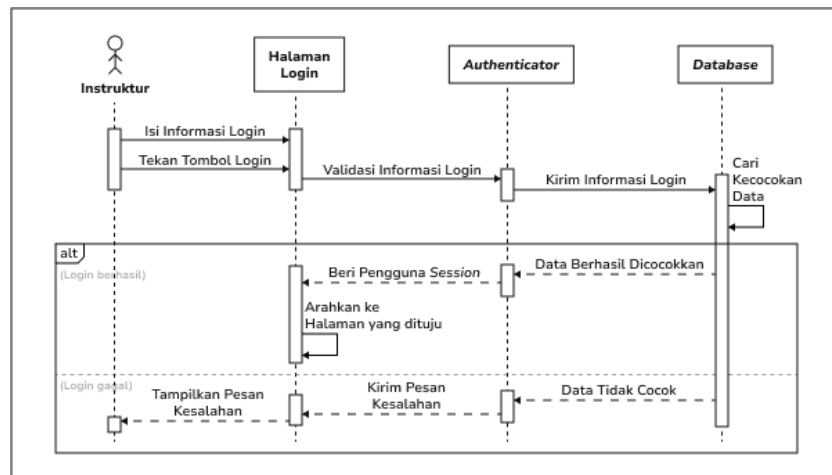 Halaman
Login
Authenticator
Database
Instruktur
Isi Informasi Login
Tekan Tombol Login
Validasi Informasi Login
Kirim Informasi Login
Cari
Kecocokan
Data
alt
(Login berhasil)
Beri Pengguna Session
Data Berhasil Dicocokkan
Arahkan ke
Halaman yang dituju
(Login gagal)
Tampilkan Pesan
Kesalahan
Kirim Pesan
Kesalahan
Data Tidak Cocok